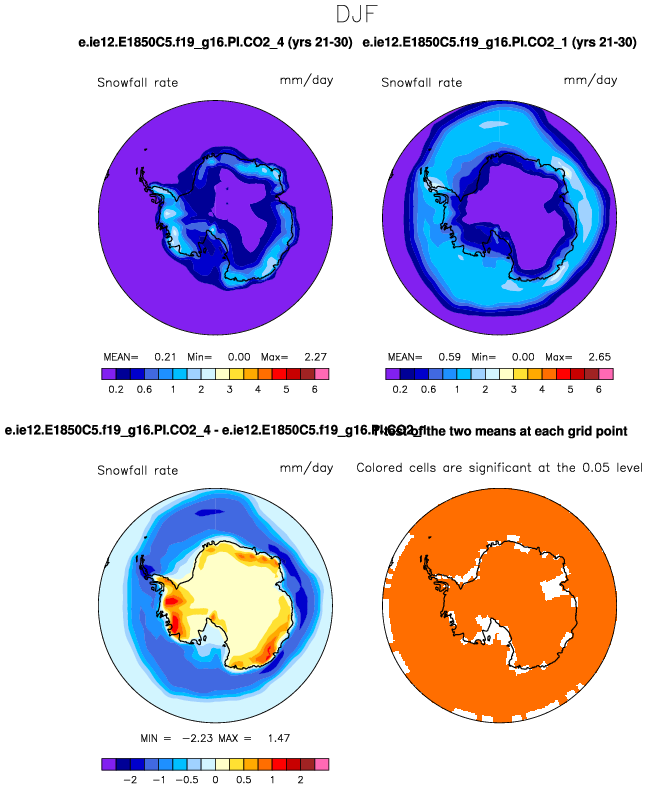 DJF
e.ie12.E1850C5.f19_g16.PI.CO2_4 (yrs 21-30) e.ie12.E1850C5.f19_g16.PI.CO2_1 (yrs 21-30)
Snowfall rate mm/day Snowfall rate mm/day
MEAN= 0.21 Min= 0.00 Max= 2.27 MEAN= 0.59 Min= 0.00 Max= 2.65
0.2 0.6 1 2 3 4 5 6 0.2 0.6 1 2 3 4 5 6
e.ie12.E1850C5.f19_g16.PI.CO2_4 - e.ie12.E1850C5.f19_g16.PI.CO2_1 T-test of the two means at each grid point
Snowfall rate mm/day Colored cells are significant at the 0.05 level
MIN = -2.23 MAX = 1.47
-2 -1 -0.5 0 0.5 1 2